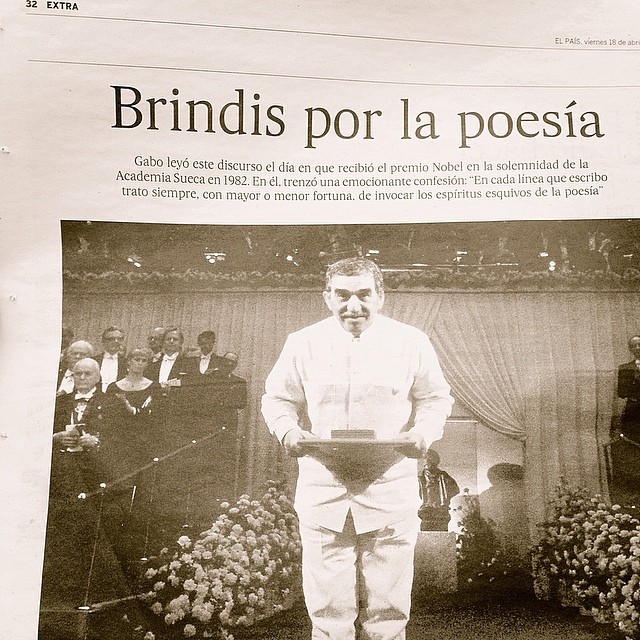 32 EXTRA
EL PAÍS, viernes 18 de abri
Brindis por la poesía
Gabo leyó este discurso el día en que recibió el premio Nobel en la solemnidad de la
Academia Sueca en 1982. En él, trenzó una emocionante confesión: “En cada línea que escribo
trato siempre, con mayor o menor fortuna, de invocar los espíritus esquivos de la poesía”